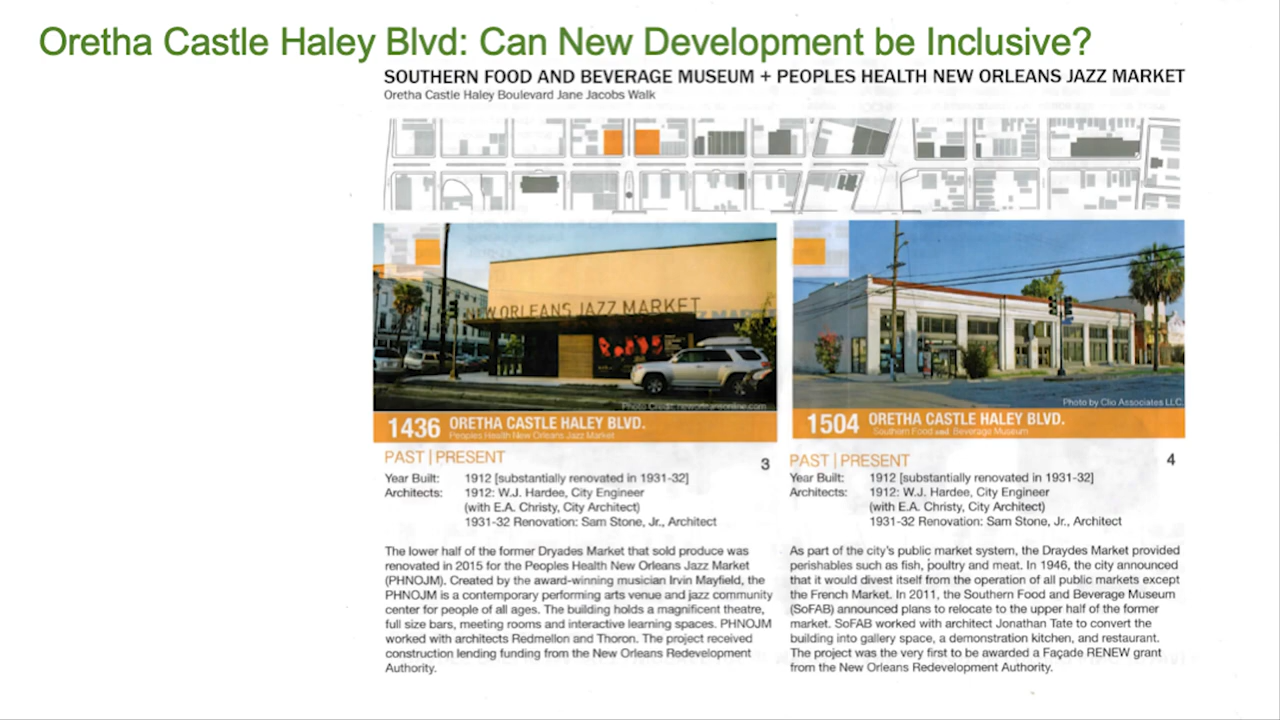 Oretha Castle Haley Blvd: Can New Development be Inclusive?
SOUTHERN FOOD AND BEVERAGE MUSEUM + PEOPLES HEALTH NEW ORLEANS JAZZ MARKET
Oretha Castle Haley Boulevard Jane Jacobs Walk
NEW ORLEANS JAZZ MARKET
Z MAR
Photo Credit: neworleansonline.com
1436 ORETHA CASTLE HALEY BLVD.
Peoples Health New Orleans Jazz Market
PAST | PRESENT
3
Year Built: 1912 [substantially renovated in 1931-32]
Architects: 1912: W.J. Hardee, City Engineer
(with E.A. Christy, City Architect)
1931-32 Renovation: Sam Stone, Jr., Architect
The lower half of the former Dryades Market that sold produce was
renovated in 2015 for the Peoples Health New Orleans Jazz Market
(PHNOJM). Created by the award-winning musician Irvin Mayfield, the
PHNOJM is a contemporary performing arts venue and jazz community
center for people of all ages. The building holds a magnificent theatre,
full size bars, meeting rooms and interactive learning spaces. PHNOJM
worked with architects Redmellon and Thoron. The project received
construction lending funding from the New Orleans Redevelopment
Authority.
Photo by Clio Associates LLC.
1504 ORETHA CASTLE HALEY BLVD.
Southern Food and Beverage Museum
PAST | PRESENT
4
Year Built: 1912 [substantially renovated in 1931-32]
Architects: 1912: W.J. Hardee, City Engineer
(with E.A. Christy, City Architect)
1931-32 Renovation: Sam Stone, Jr., Architect
As part of the city's public market system, the Draydes Market provided
perishables such as fish, poultry and meat. In 1946, the city announced
that it would divest itself from the operation of all public markets except
the French Market. In 2011, the Southern Food and Beverage Museum
(SoFAB) announced plans to relocate to the upper half of the former
market. SoFAB worked with architect Jonathan Tate to convert the
building into gallery space, a demonstration kitchen, and restaurant.
The project was the very first to be awarded a Façade RENEW grant
from the New Orleans Redevelopment Authority.